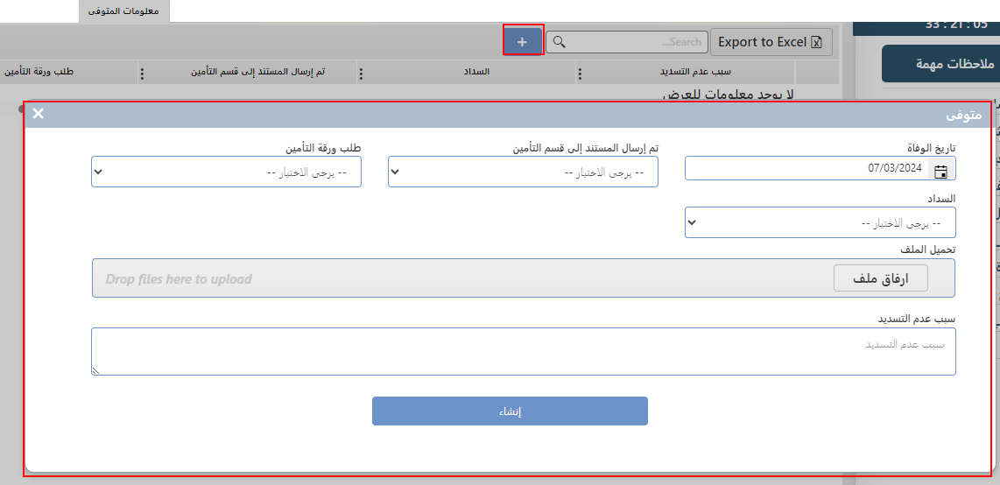 معلومات المتوفى
33:21:05
+
Search...
Export to Excel
ملاحظات مهمة
سبب عدم التسديد
السداد
تم إرسال المستند إلى قسم التأمين
طلب ورقة التأمين
لا يوجد معلومات للعرض
متوفى
تاريخ الوفاة
تم إرسال المستند إلى قسم التأمين
طلب ورقة التأمين
07/03/2024
-- يرجى الاختيار --
-- يرجى الاختيار --
السداد
-- يرجى الاختيار --
تحميل الملف
ارفاق ملف
Drop files here to upload
سبب عدم التسديد
سبب عدم التسديد
إنشاء